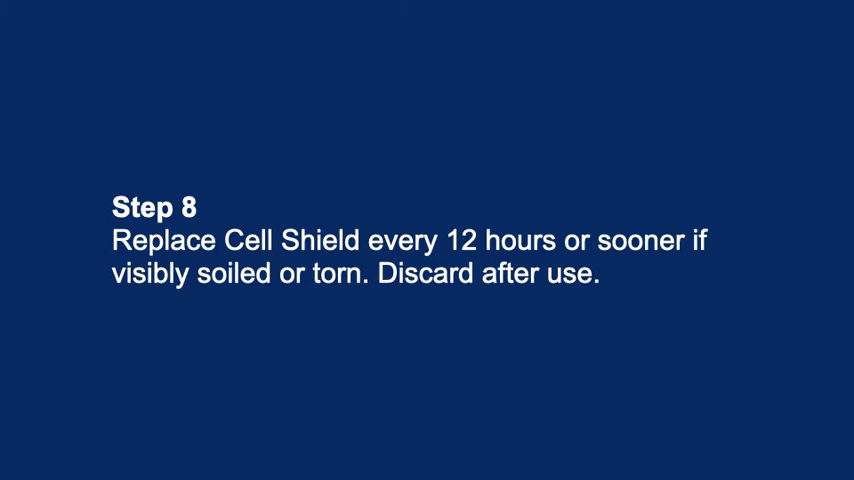 Step 8
Replace Cell Shield every 12 hours or sooner if
visibly soiled or torn. Discard after use.